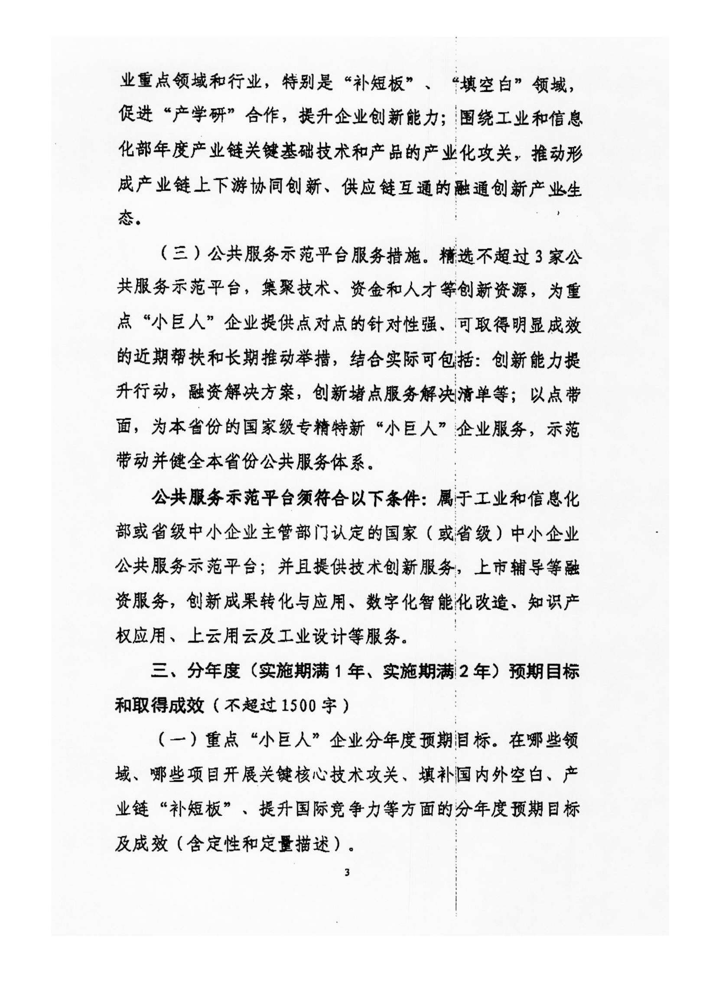 业重点领域和行业，特别是“补短板”、“填空白”领域，
促进“产学研”合作，提升企业创新能力；围绕工业和信息
化部年度产业链关键基础技术和产品的产业化攻关，推动形
成产业链上下游协同创新、供应链互通的融通创新产业生
态。
（三）公共服务示范平台服务措施。精选不超过3家公
共服务示范平台，集聚技术、资金和人才等创新资源，为重
点“小巨人”企业提供点对点的针对性强、可取得明显成效
的近期帮扶和长期推动举措，结合实际可包括：创新能力提
升行动，融资解决方案，创新堵点服务解决清单等；以点带
面，为本省份的国家级专精特新“小巨人”企业服务，示范
带动并健全本省份公共服务体系。
公共服务示范平台须符合以下条件：属于工业和信息化
部或省级中小企业主管部门认定的国家（或省级）中小企业
公共服务示范平台；并且提供技术创新服务，上市辅导等融
资服务，创新成果转化与应用、数字化智能化改造、知识产
权应用、上云用云及工业设计等服务。
三、分年度（实施期满1年、实施期满2年）预期目标
和取得成效（不超过1500字）
（一）重点“小巨人”企业分年度预期目标。在哪些领
域、哪些项目开展关键核心技术攻关、填补国内外空白、产
业链“补短板”、提升国际竞争力等方面的分年度预期目标
及成效（含定性和定量描述）。
3